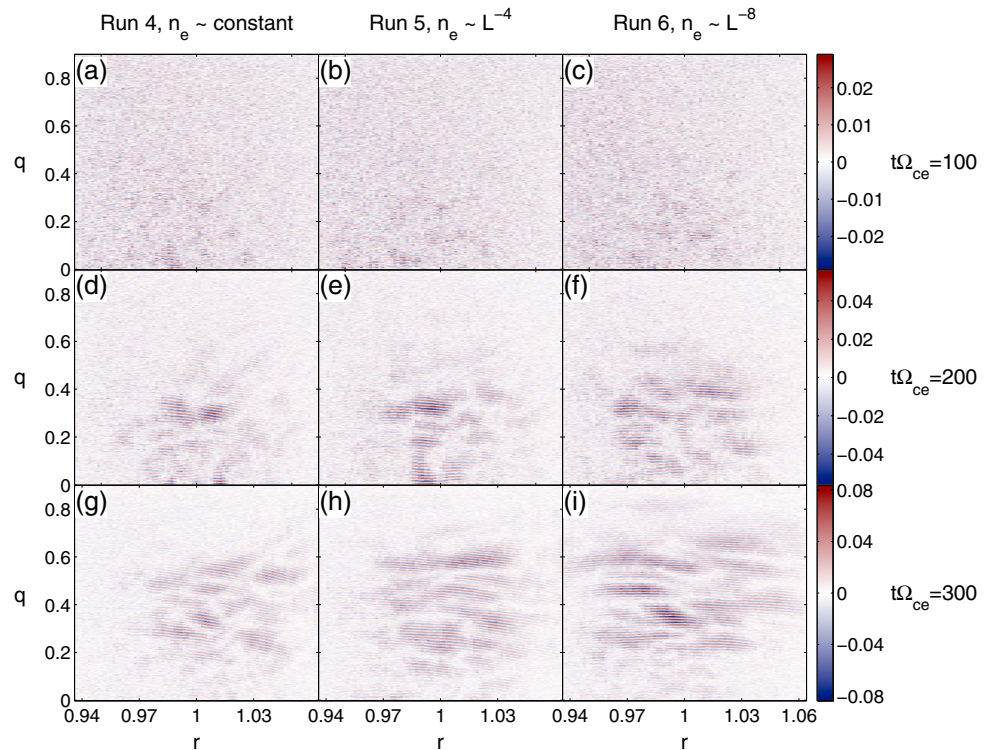 Run 4, n_e ~ constant
Run 5, n_e ~ L^−4
Run 6, n_e ~ L^−8
(a)
(b)
(c)
0.8
0.6
q
0.4
0.2
0
0.02
0.01
0
−0.01
−0.02
tΩ_ce=100
(d)
(e)
(f)
0.8
0.6
q
0.4
0.2
0
0.04
0.02
0
−0.02
−0.04
tΩ_ce=200
(g)
(h)
(i)
0.8
0.6
q
0.4
0.2
0
0.08
0.04
0
−0.04
−0.08
tΩ_ce=300
0.94 0.97 1 1.03
0.94 0.97 1 1.03
0.94 0.97 1 1.03 1.06
r
r
r